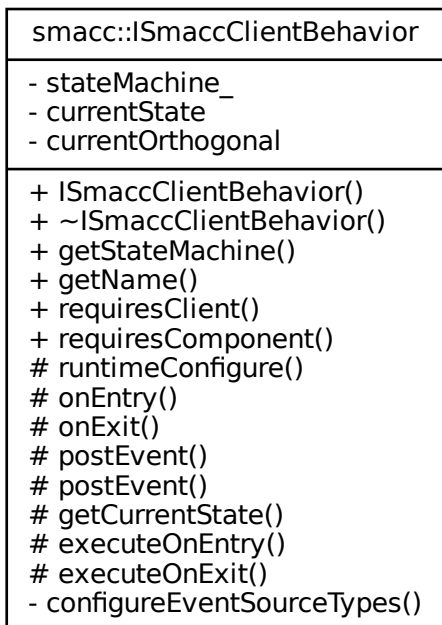 smacc::ISmaccClientBehavior
- stateMachine_
- currentState
- currentOrthogonal
+ ISmaccClientBehavior()
+ ~ISmaccClientBehavior()
+ getStateMachine()
+ getName()
+ requiresClient()
+ requiresComponent()
# runtimeConfigure()
# onEntry()
# onExit()
# postEvent()
# postEvent()
# getCurrentState()
# executeOnEntry()
# executeOnExit()
- configureEventSourceTypes()